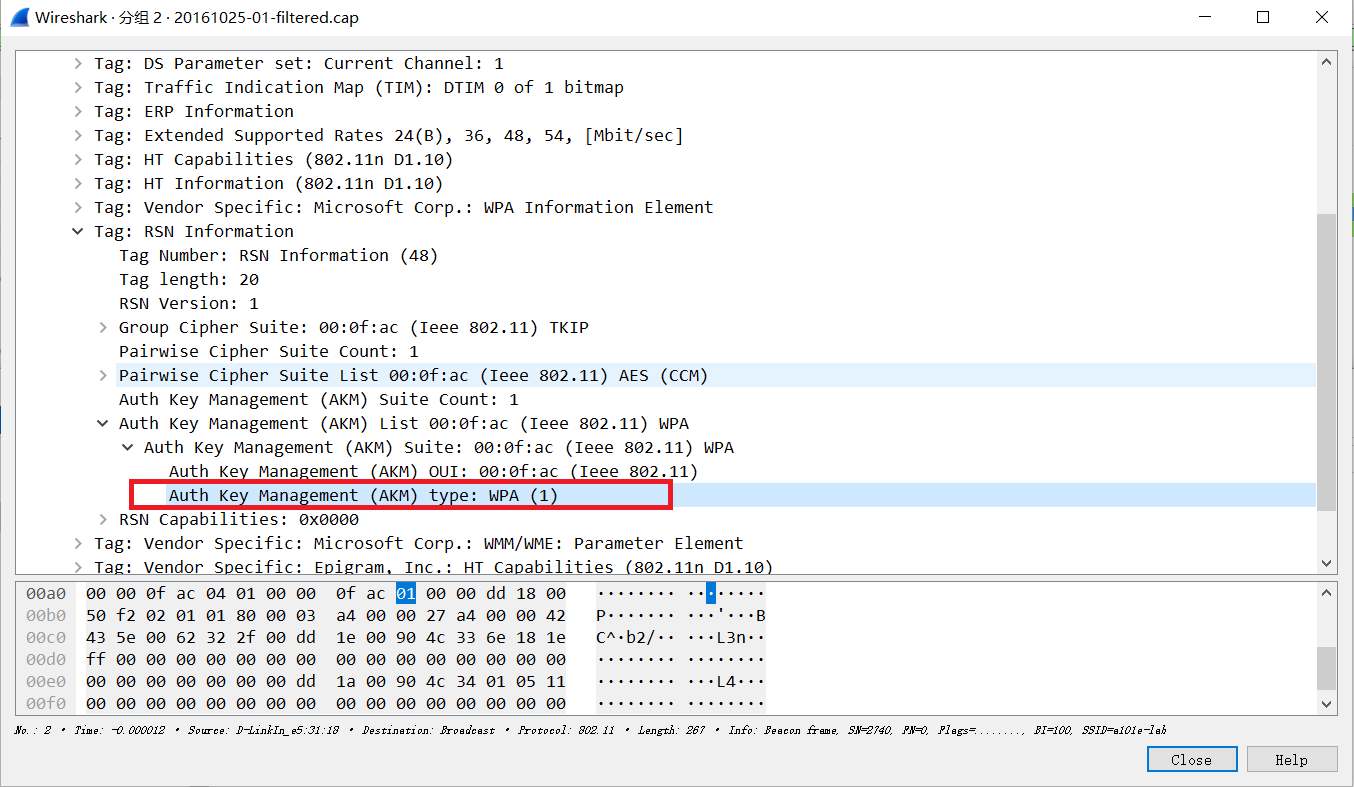 Wireshark · 分组 2 · 20161025-01-filtered.cap
Tag: DS Parameter set: Current Channel: 1
Tag: Traffic Indication Map (TIM): DTIM 0 of 1 bitmap
Tag: ERP Information
Tag: Extended Supported Rates 24(B), 36, 48, 54, [Mbit/sec]
Tag: HT Capabilities (802.11n D1.10)
Tag: HT Information (802.11n D1.10)
Tag: Vendor Specific: Microsoft Corp.: WPA Information Element
Tag: RSN Information
Tag Number: RSN Information (48)
Tag length: 20
RSN Version: 1
Group Cipher Suite: 00:0f:ac (Ieee 802.11) TKIP
Pairwise Cipher Suite Count: 1
Pairwise Cipher Suite List 00:0f:ac (Ieee 802.11) AES (CCM)
Auth Key Management (AKM) Suite Count: 1
Auth Key Management (AKM) List 00:0f:ac (Ieee 802.11) WPA
Auth Key Management (AKM) Suite: 00:0f:ac (Ieee 802.11) WPA
Auth Key Management (AKM) OUI: 00:0f:ac (Ieee 802.11)
Auth Key Management (AKM) type: WPA (1)
RSN Capabilities: 0x0000
Tag: Vendor Specific: Microsoft Corp.: WMM/WME: Parameter Element
Tag: Vendor Specific: Epigram, Inc.: HT Capabilities (802.11n D1.10)
00a0 00 00 0f ac 04 01 00 00 0f ac 01 00 00 dd 18 00 ········ ········
00b0 50 f2 02 01 01 80 00 03 a4 00 00 27 a4 00 00 42 P······· ···'···B
00c0 43 5e 00 62 32 2f 00 dd 1e 00 90 4c 33 6e 18 1e C^·b2/·· ···L3n··
00d0 ff 00 00 00 00 00 00 00 00 00 00 00 00 00 00 00 ········ ········
00e0 00 00 00 00 00 00 00 dd 1a 00 90 4c 34 01 05 11 ········ ···L4···
00f0 00 00 00 00 00 00 00 00 00 00 00 00 00 00 00 00 ········ ········
No.: 2 · Time: -0.000012 · Source: D-LinkIn_e5:31:18 · Destination: Broadcast · Protocol: 802.11 · Length: 267 · Info: Beacon frame, SN=2740, FN=0, Flags=........, BI=100, SSID=a101e-lab
Close Help